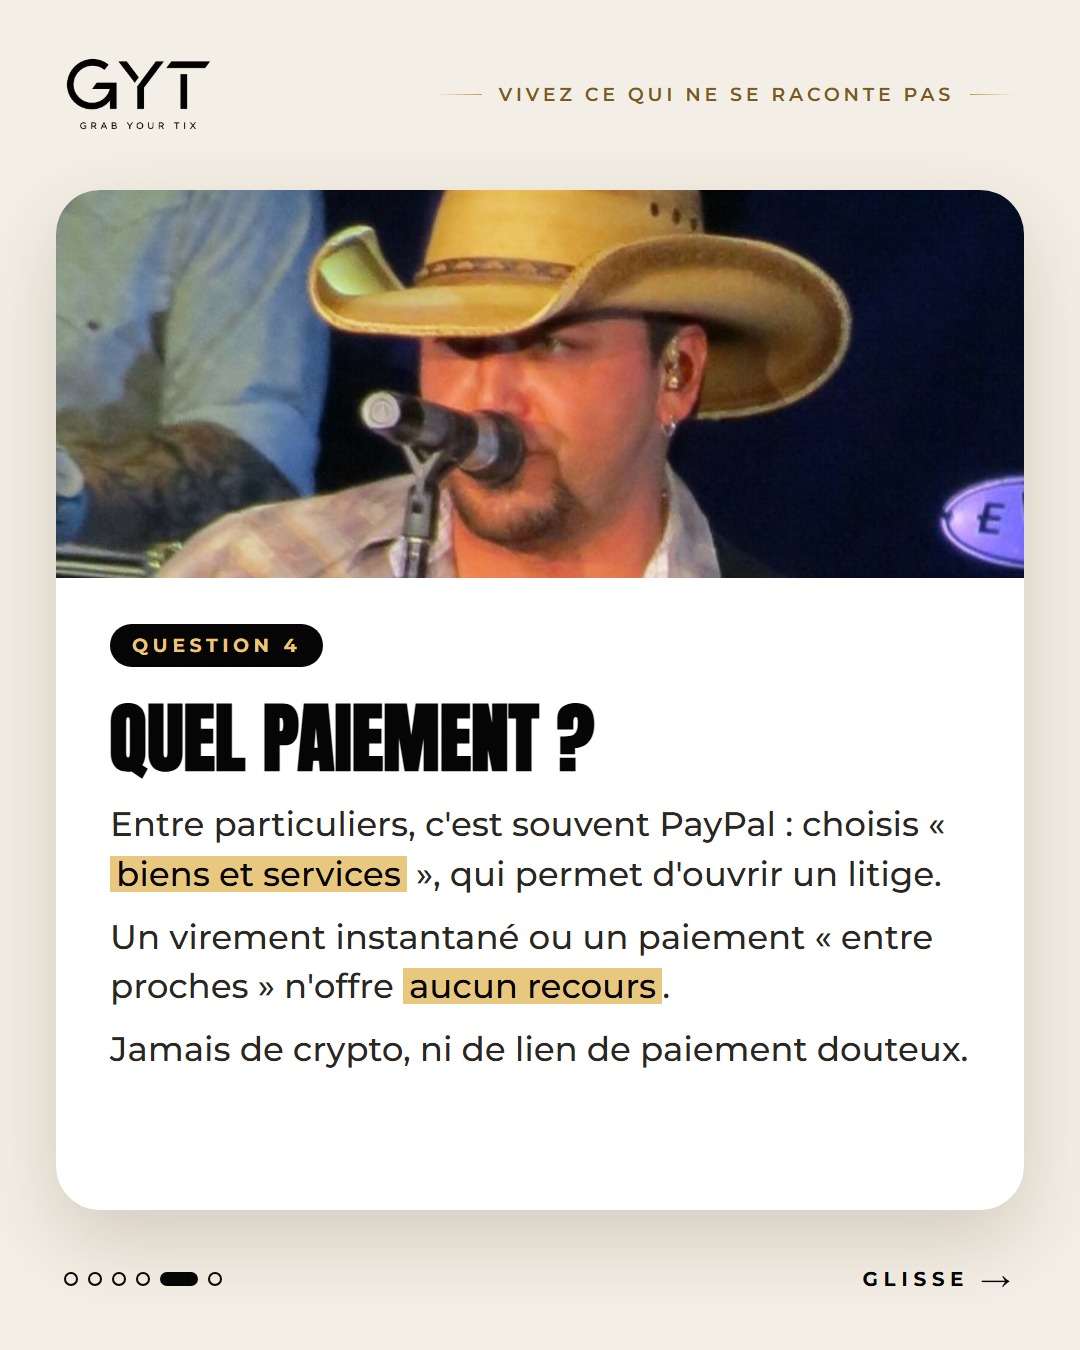 GYT
GRAB YOUR TIX
VIVEZ CE QUI NE SE RACONTE PAS
E
QUESTION 4
QUEL PAIEMENT ?
Entre particuliers, c'est souvent PayPal : choisis «
biens et services », qui permet d'ouvrir un litige.
Un virement instantané ou un paiement « entre
proches » n'offre aucun recours.
Jamais de crypto, ni de lien de paiement douteux.
GLISSE →